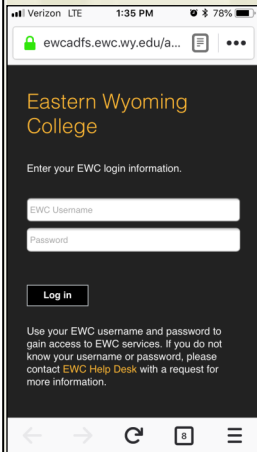 Verizon LTE 1:35 PM 78%
ewcadfs.ewc.wy.edu/a...
Eastern Wyoming
College
Enter your EWC login information.
EWC Username
Password
Log in
Use your EWC username and password to
gain access to EWC services. If you do not
know your username or password, please
contact EWC Help Desk with a request for
more information.
8